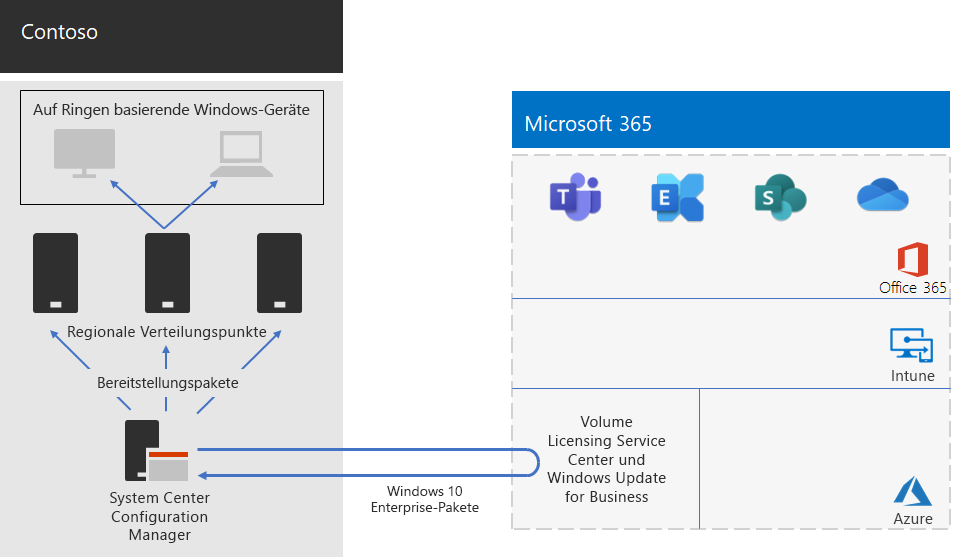 Contoso
Auf Ringen basierende Windows-Geräte
Regionale Verteilungspunkte
Bereitstellungspakete
System Center
Configuration
Manager
Windows 10
Enterprise-Pakete
Microsoft 365
T
E
S
Office 365
Intune
Volume
Licensing Service
Center und
Windows Update
for Business
Azure